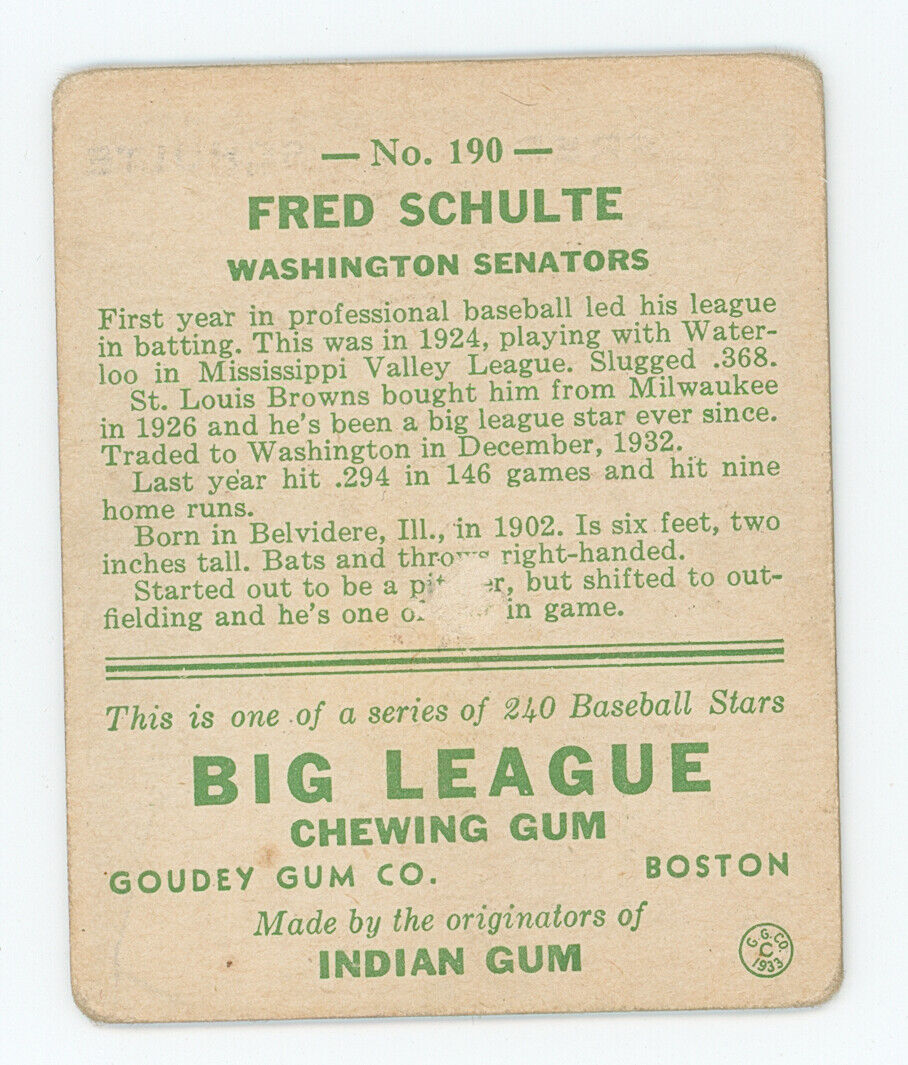 — No. 190 —
FRED SCHULTE
WASHINGTON SENATORS
First year in professional baseball led his league
in batting. This was in 1924, playing with Water-
loo in Mississippi Valley League. Slugged .368.
St. Louis Browns bought him from Milwaukee
in 1926 and he's been a big league star ever since.
Traded to Washington in December, 1932.
Last year hit .294 in 146 games and hit nine
home runs.
Born in Belvidere, Ill., in 1902. Is six feet, two
inches tall. Bats and throws right-handed.
Started out to be a pitcher, but shifted to out-
fielding and he's one in game.
This is one of a series of 240 Baseball Stars
BIG LEAGUE
CHEWING GUM
GOUDEY GUM CO. BOSTON
Made by the originators of
INDIAN GUM
G. G. CO.
C
1933